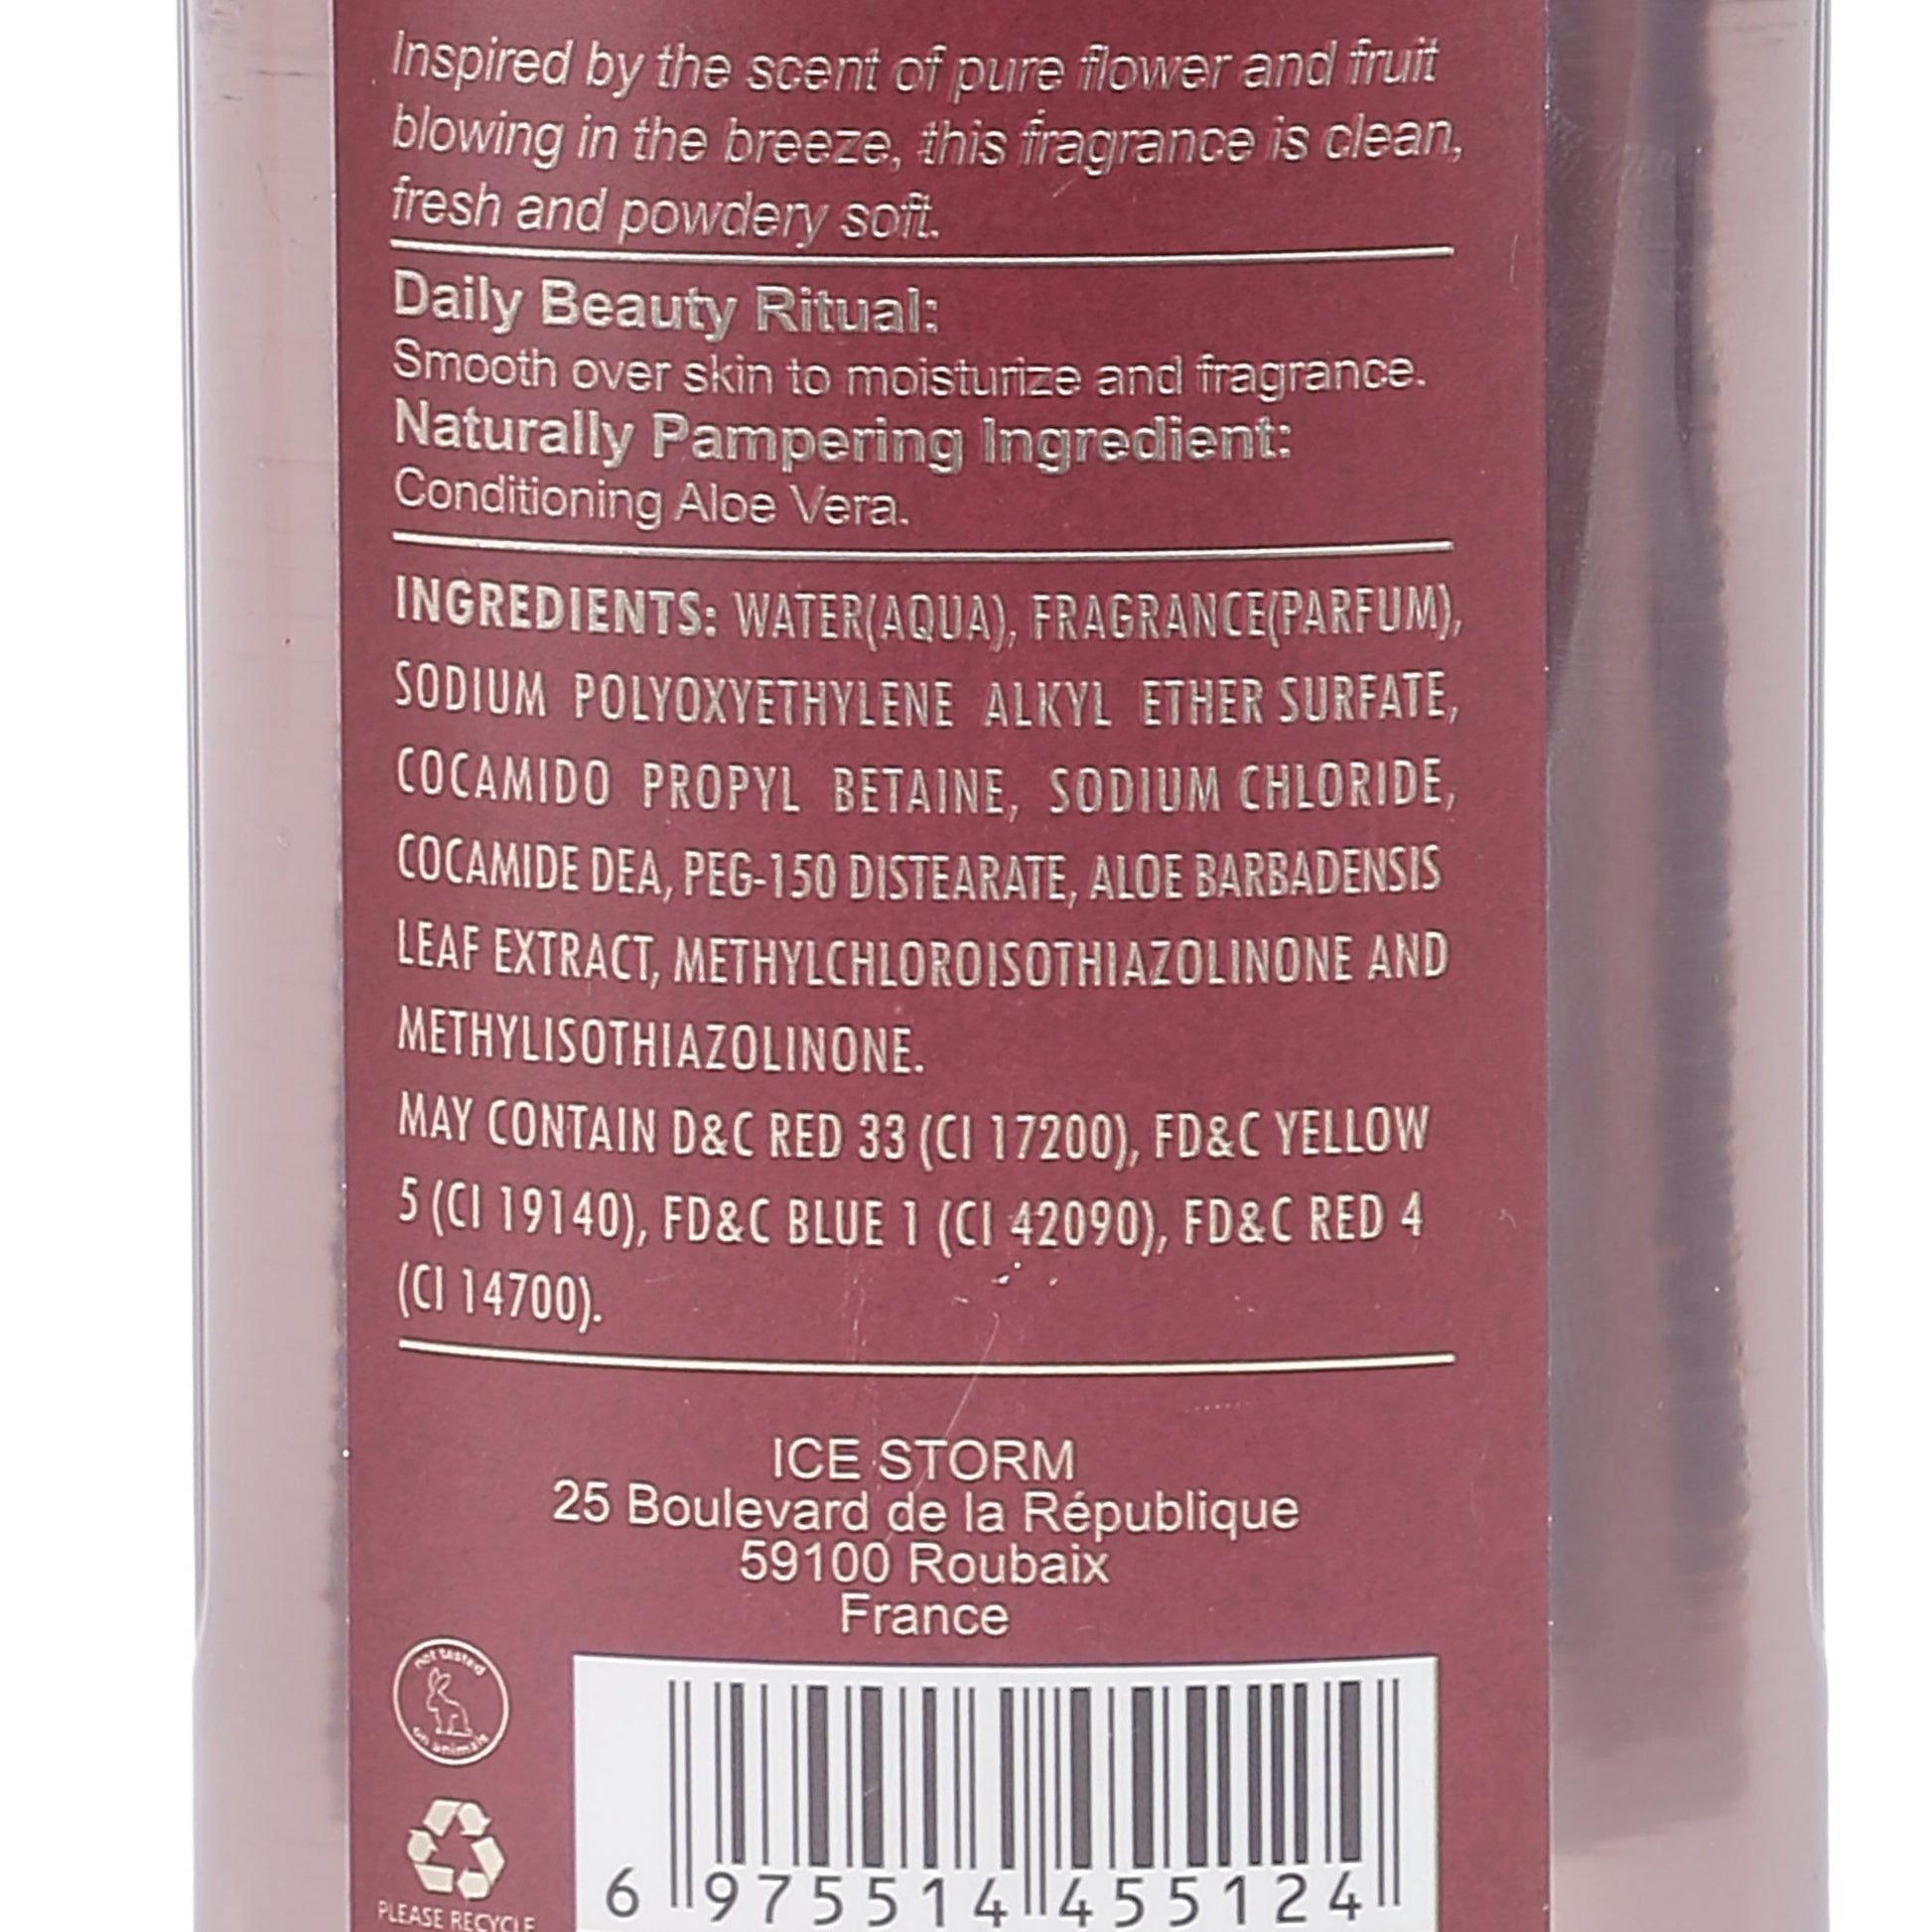 Inspired by the scent of pure flower and fruit
blowing in the breeze, this fragrance is clean,
fresh and powdery soft.
Daily Beauty Ritual:
Smooth over skin to moisturize and fragrance.
Naturally Pampering Ingredient:
Conditioning Aloe Vera.
INGREDIENTS: WATER(AQUA), FRAGRANCE(PARFUM),
SODIUM POLYOXYETHYLENE ALKYL ETHER SURFATE,
COCAMIDO PROPYL BETAINE, SODIUM CHLORIDE,
COCAMIDE DEA, PEG-150 DISTEARATE, ALOE BARBADENSIS
LEAF EXTRACT, METHYLCHLOROISOTHIAZOLINONE AND
METHYLISOTHIAZOLINONE.
MAY CONTAIN D&C RED 33 (CI 17200), FD&C YELLOW
5 (CI 19140), FD&C BLUE 1 (CI 42090), FD&C RED 4
(CI 14700).
ICE STORM
25 Boulevard de la République
59100 Roubaix
France
not tested
on animals
PLEASE RECYCLE
6 975514 455124